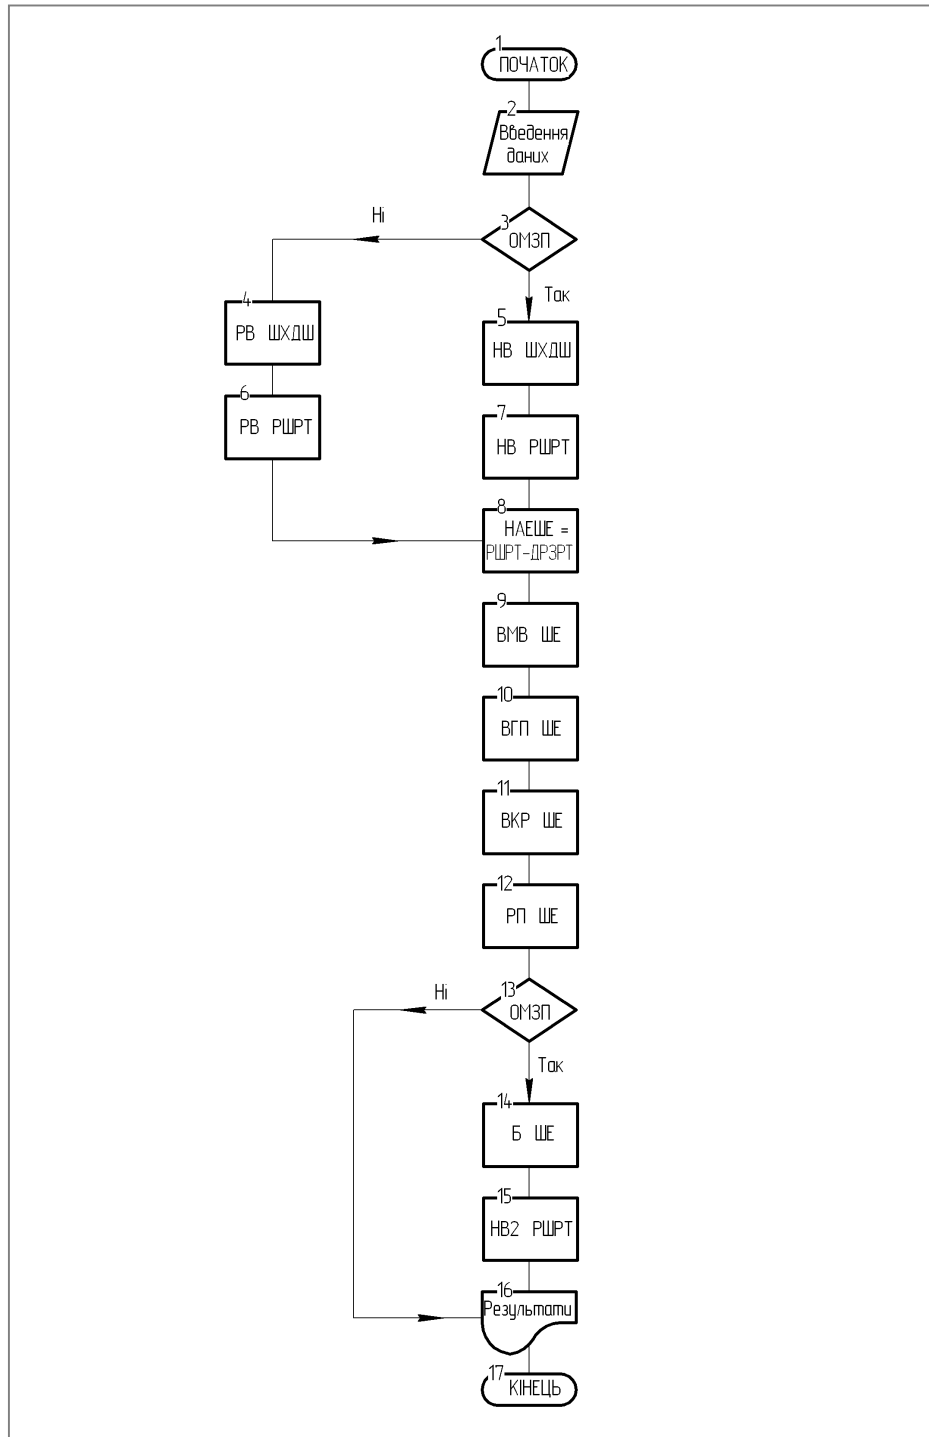 1
ПОЧАТОК
2
Введення
даних
3
ОМЗП
Ні
Так
4
РВ ШХДШ
5
НВ ШХДШ
6
РВ РШРТ
7
НВ РШРТ
8
НАЕШЕ =
РШРТ-ДРЗРТ
9
ВМВ ШЕ
10
ВГП ШЕ
11
ВКР ШЕ
12
РП ШЕ
13
ОМЗП
Ні
Так
14
Б ШЕ
15
НВ2 РШРТ
16
Результати
17
КІНЕЦЬ